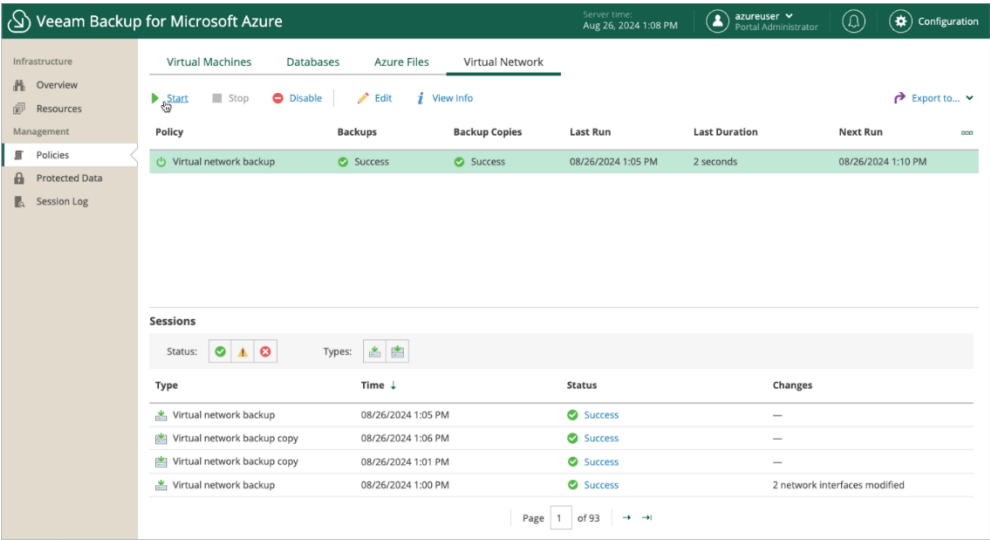 Veeam Backup for Microsoft Azure
Server time:
Aug 26, 2024 1:08 PM
azureuser
Portal Administrator
Configuration
Infrastructure
Overview
Resources
Management
Policies
Protected Data
Session Log
Virtual Machines Databases Azure Files Virtual Network
Start Stop Disable Edit View Info Export to...
Policy Backups Backup Copies Last Run Last Duration Next Run
Virtual network backup Success Success 08/26/2024 1:05 PM 2 seconds 08/26/2024 1:10 PM
Sessions
Status: Types:
Type Time ↓ Status Changes
Virtual network backup 08/26/2024 1:05 PM Success —
Virtual network backup copy 08/26/2024 1:06 PM Success —
Virtual network backup copy 08/26/2024 1:01 PM Success —
Virtual network backup 08/26/2024 1:00 PM Success 2 network interfaces modified
Page 1 of 93